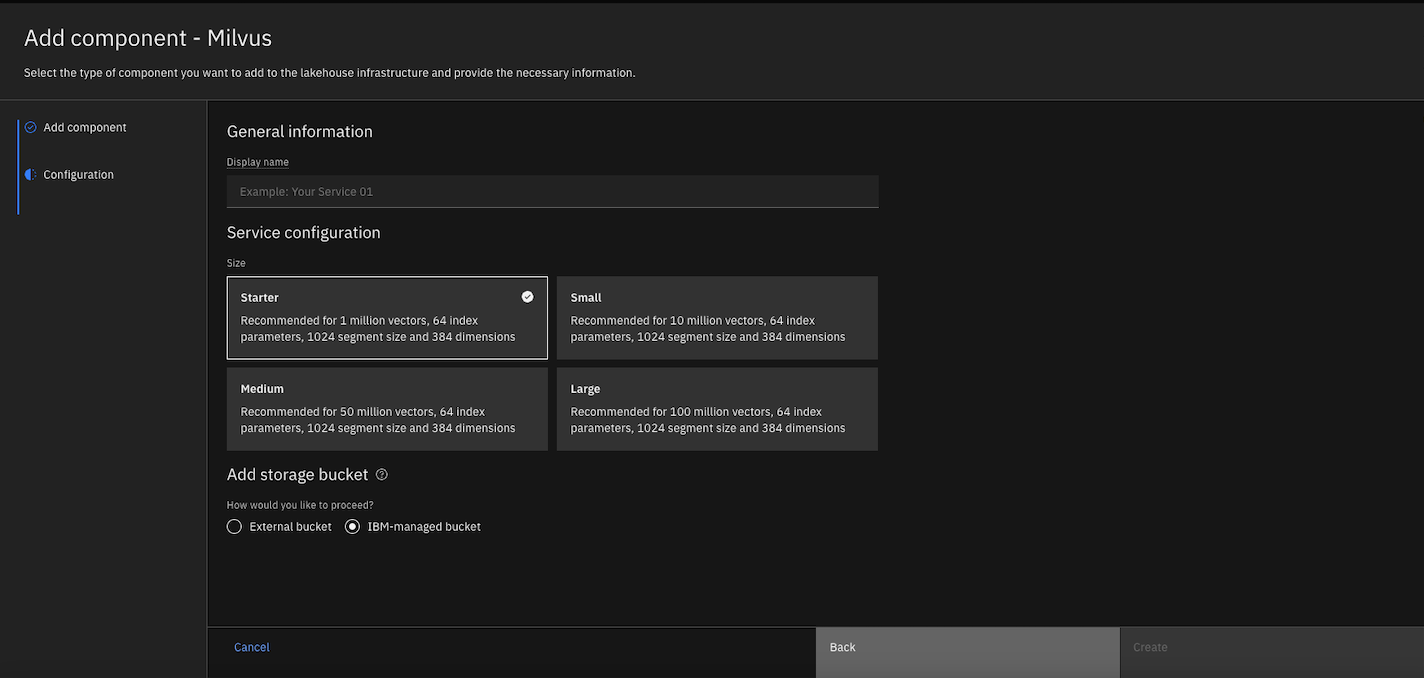 Add component - Milvus
Select the type of component you want to add to the lakehouse infrastructure and provide the necessary information.
Add component
Configuration
General information
Display name
Example: Your Service 01
Service configuration
Size
Starter
Recommended for 1 million vectors, 64 index
parameters, 1024 segment size and 384 dimensions
Small
Recommended for 10 million vectors, 64 index
parameters, 1024 segment size and 384 dimensions
Medium
Recommended for 50 million vectors, 64 index
parameters, 1024 segment size and 384 dimensions
Large
Recommended for 100 million vectors, 64 index
parameters, 1024 segment size and 384 dimensions
Add storage bucket
How would you like to proceed?
External bucket
IBM-managed bucket
Cancel
Back
Create